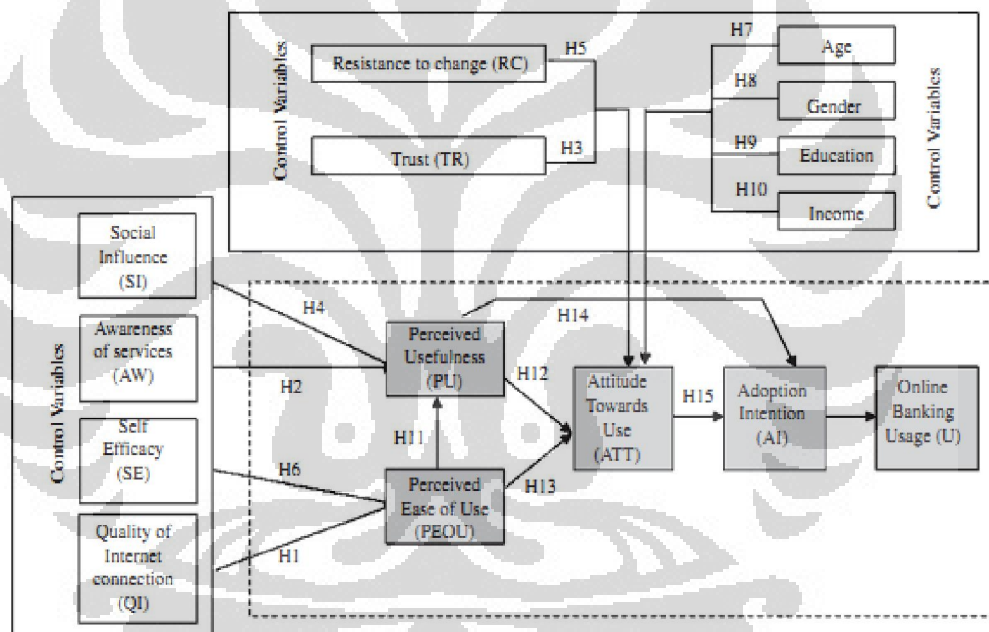 Control Variables
Resistance to change (RC)
H5
Trust (TR)
H3
H7
Age
H8
Gender
H9
Education
H10
Income
Control Variables
Control Variables
Social
Influence
(SI)
Awareness
of services
(AW)
Self
Efficacy
(SE)
Quality of
Internet
connection
(QI)
H4
H2
H6
H1
Perceived
Usefulness
(PU)
H11
Perceived
Ease of Use
(PEOU)
H14
H12
H13
Attitude
Towards
Use
(ATT)
H15
Adoption
Intention
(AI)
Online
Banking
Usage (U)